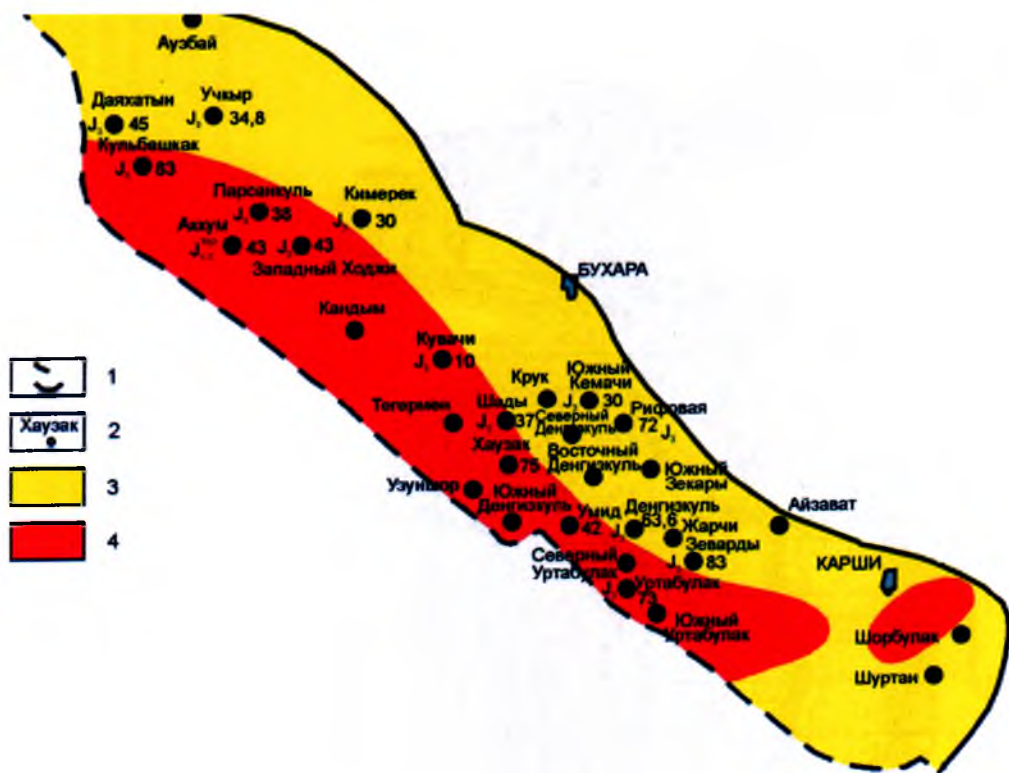 Аузбай
Даяхатын
J₃ 45
Учкыр
J₃ 34,8
Кульбешкак
J₃ 83
Парсанкуль
J₃ 35
Кимерек
J₃ 30
Аккум
43
J₃ 43
Западный Ходжи
БУХАРА
Кандым
Кувачи
J₃ 10
Крук
Южный
Кемачи
J₃ 30
Тегермен
Шады
J₃ 37
Северный
Денгизкуль
Рифовая
72 J₃
Хаузак
75
Восточный
Денгизкуль
Южный
Зекары
Узуншор
Южный
Денгизкуль
Умид
42
Денгизкуль
J₃ 63,6
Жарчи
Айзават
Зеварды
J₃ 83
КАРШИ
Северный
Уртабулак
Уртабулак
J₃ 73
Южный
Уртабулак
Шорбулак
Шуртан
1
Хаузак 2
3
4